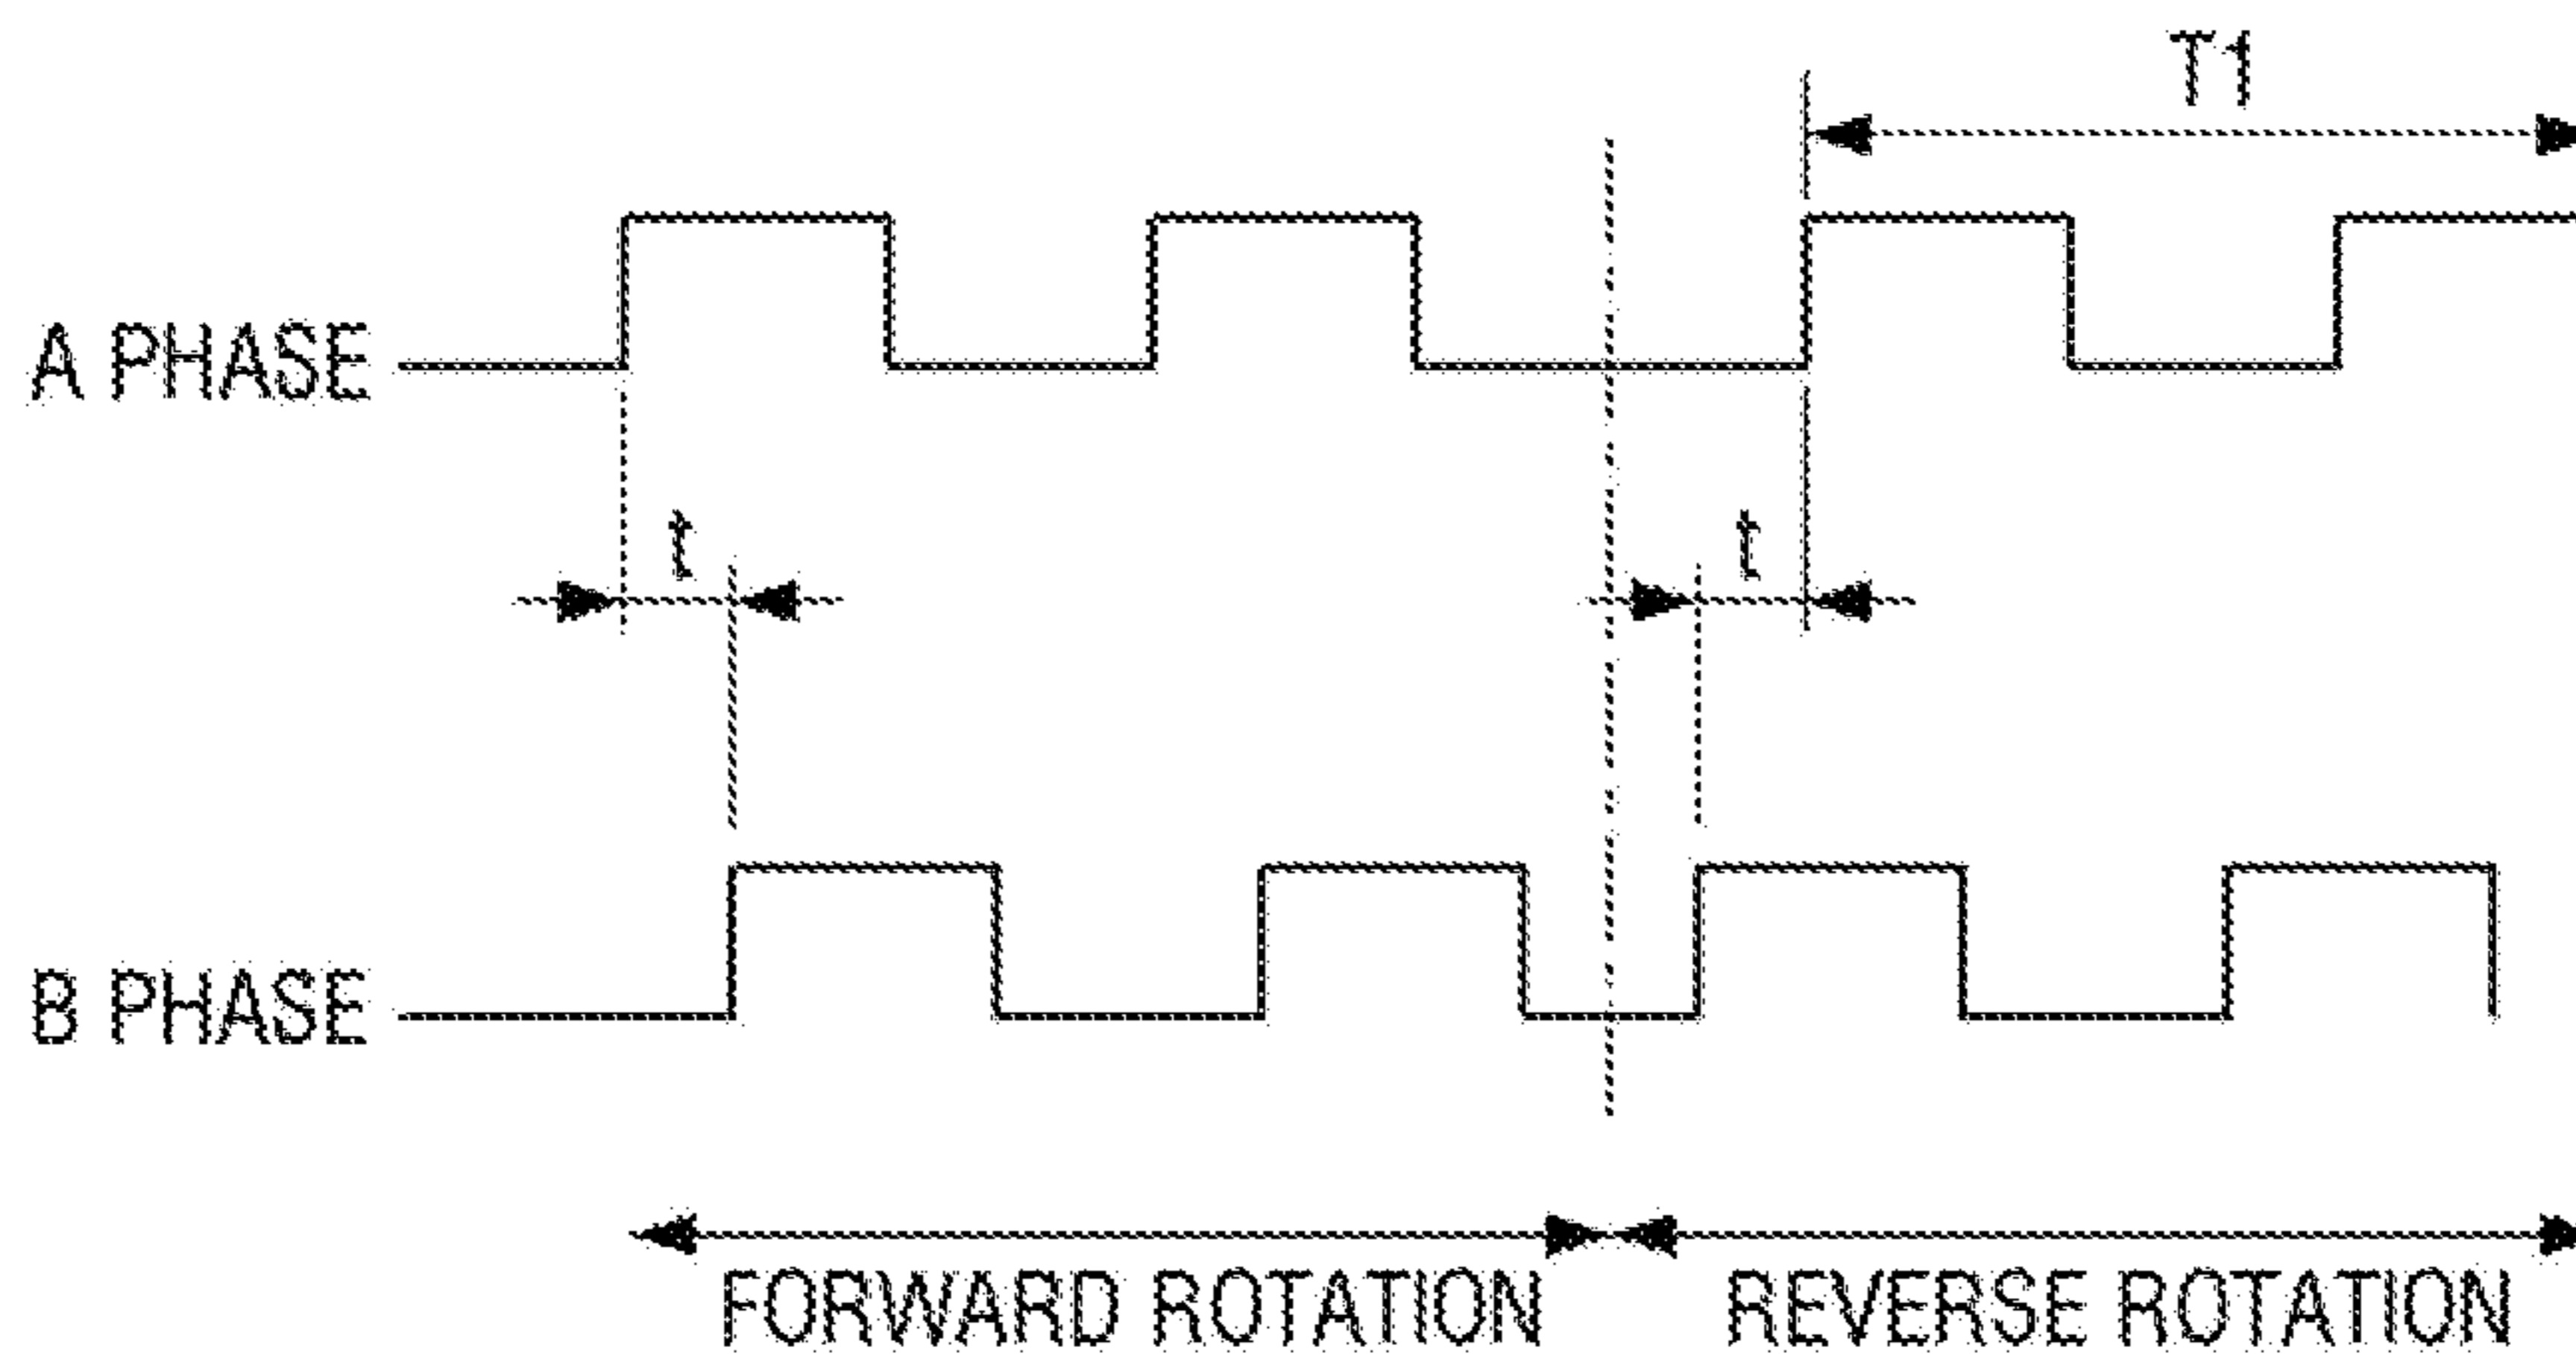 T1
A PHASE
t
t
B PHASE
FORWARD ROTATION
REVERSE ROTATION